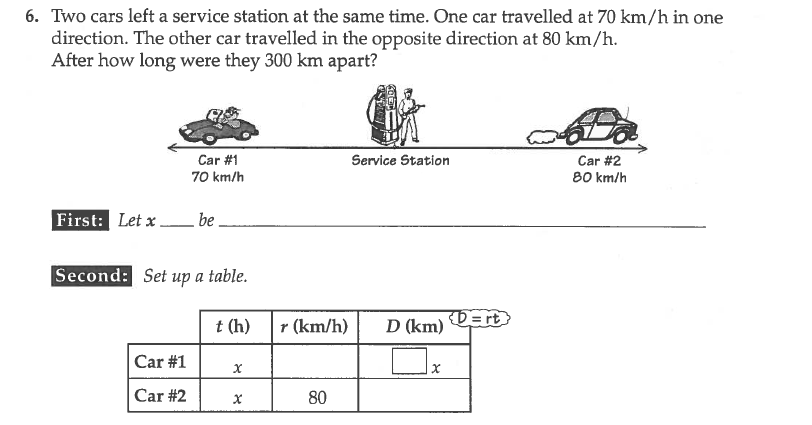 6. Two cars left a service station at the same time. One car travelled at 70 km/h in one
direction. The other car travelled in the opposite direction at 80 km/h.
After how long were they 300 km apart?
Car #1 Service Station Car #2
70 km/h 80 km/h
First: Let x ___ be ___
Second: Set up a table.
t (h) r (km/h) D (km) D = rt
Car #1 x x
Car #2 x 80